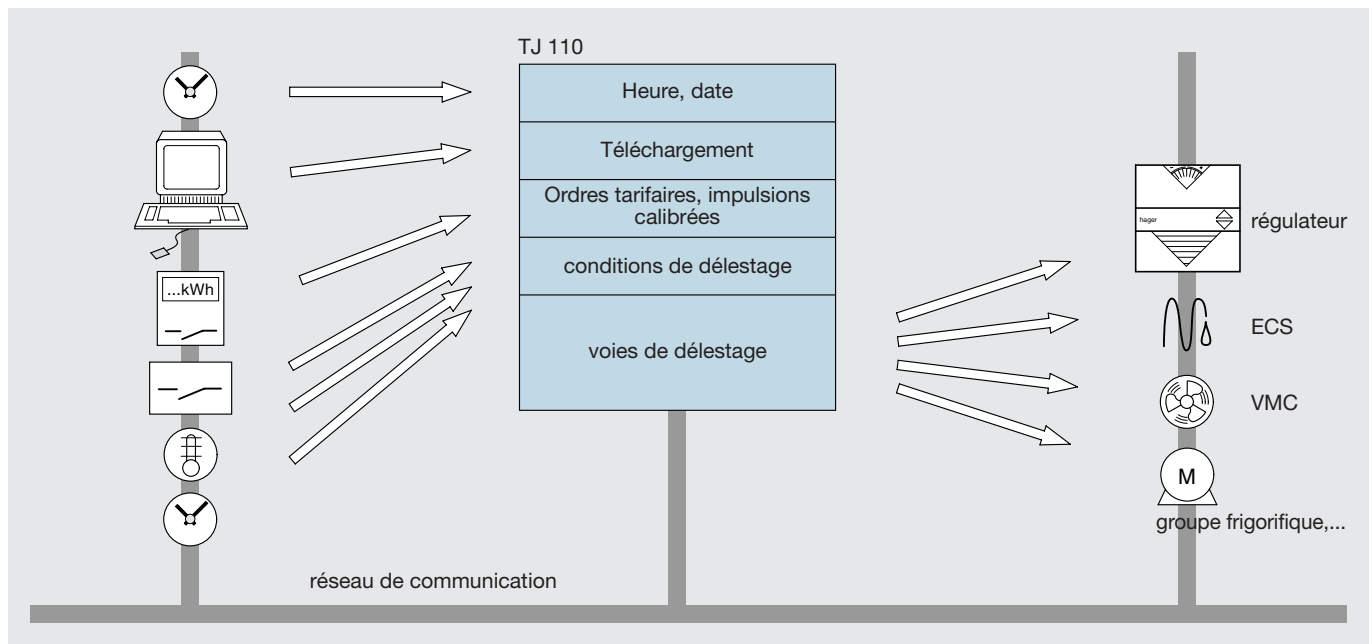 TJ 110
Heure, date
Téléchargement
Ordres tarifaires, impulsions
calibrées
conditions de délestage
voies de délestage
...kWh
- +
hager
régulateur
ECS
VMC
M
groupe frigorifique,...
réseau de communication